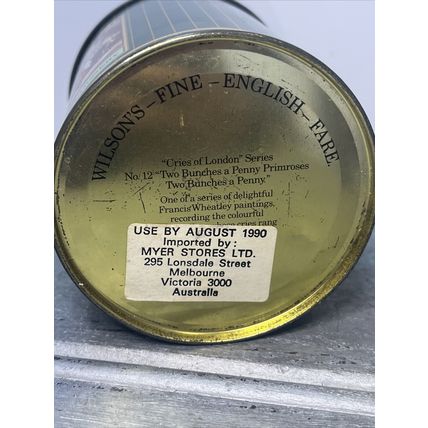 WILSON'S – FINE – ENGLISH – FARE
"Cries of London" Series
No. 12 "Two Bunches a Penny Primroses
Two Bunches a Penny."
One of a series of delightful
Francis Wheatley paintings,
recording the colourful
cries rang
USE BY AUGUST 1990
Imported by:
MYER STORES LTD.
295 Lonsdale Street
Melbourne
Victoria 3000
Australia